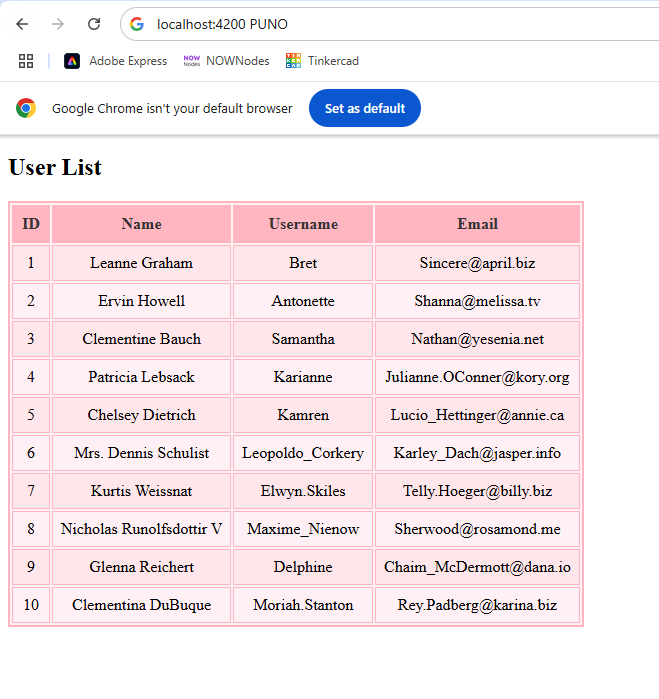 localhost:4200 PUNO
Adobe Express NOW Nodes NOWNodes TIN KER CAD Tinkercad
Google Chrome isn't your default browser Set as default
User List
ID Name Username Email
1 Leanne Graham Bret Sincere@april.biz
2 Ervin Howell Antonette Shanna@melissa.tv
3 Clementine Bauch Samantha Nathan@yesenia.net
4 Patricia Lebsack Karianne Julianne.OConner@kory.org
5 Chelsey Dietrich Kamren Lucio_Hettinger@annie.ca
6 Mrs. Dennis Schulist Leopoldo_Corkery Karley_Dach@jasper.info
7 Kurtis Weissnat Elwyn.Skiles Telly.Hoeger@billy.biz
8 Nicholas Runolfsdottir V Maxime_Nienow Sherwood@rosamond.me
9 Glenna Reichert Delphine Chaim_McDermott@dana.io
10 Clementina DuBuque Moriah.Stanton Rey.Padberg@karina.biz